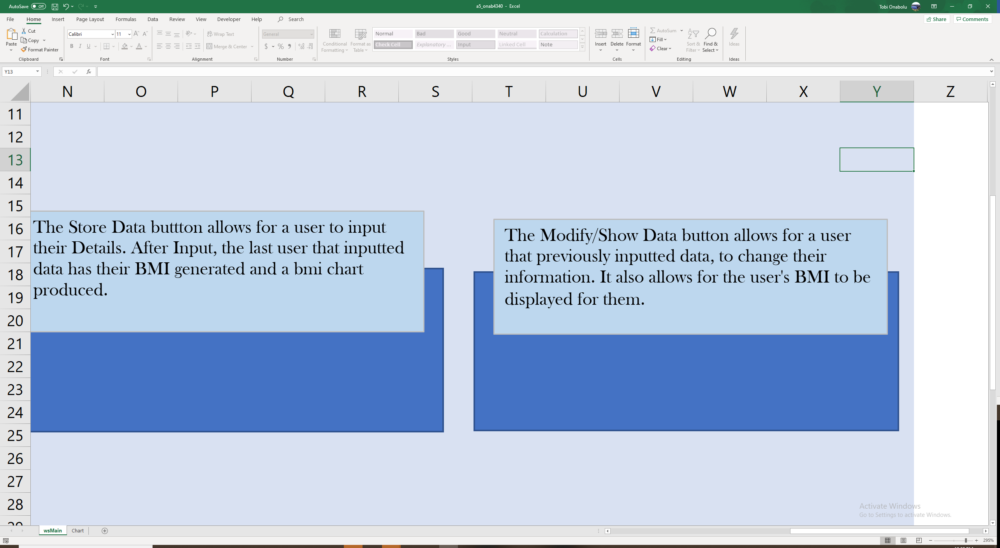 AutoSave Off
a5_onab4340 - Excel
Tobi Onabolu
File Home Insert Page Layout Formulas Data Review View Developer Help Search
Share Comments
Paste
Cut
Copy
Format Painter
Clipboard
Calibri 11
B I U
Font
Wrap Text
Merge & Center
Alignment
General
$ % 9
Number
Conditional Formatting
Format as Table
Normal Bad Good Neutral Calculation
Check Cell Explanatory ... Input Linked Cell Note
Styles
Insert Delete Format
Cells
AutoSum
Fill
Clear
Sort & Filter
Find & Select
Editing
Ideas
Ideas
Y13
fx
N O P Q R S T U V W X Y Z
11
12
13
14
15
16
17
18
19
20
21
22
23
24
25
26
27
28
The Store Data buttton allows for a user to input
their Details. After Input, the last user that inputted
data has their BMI generated and a bmi chart
produced.
The Modify/Show Data button allows for a user
that previously inputted data, to change their
information. It also allows for the user's BMI to be
displayed for them.
Activate Windows
Go to Settings to activate Windows.
wsMain Chart
295%